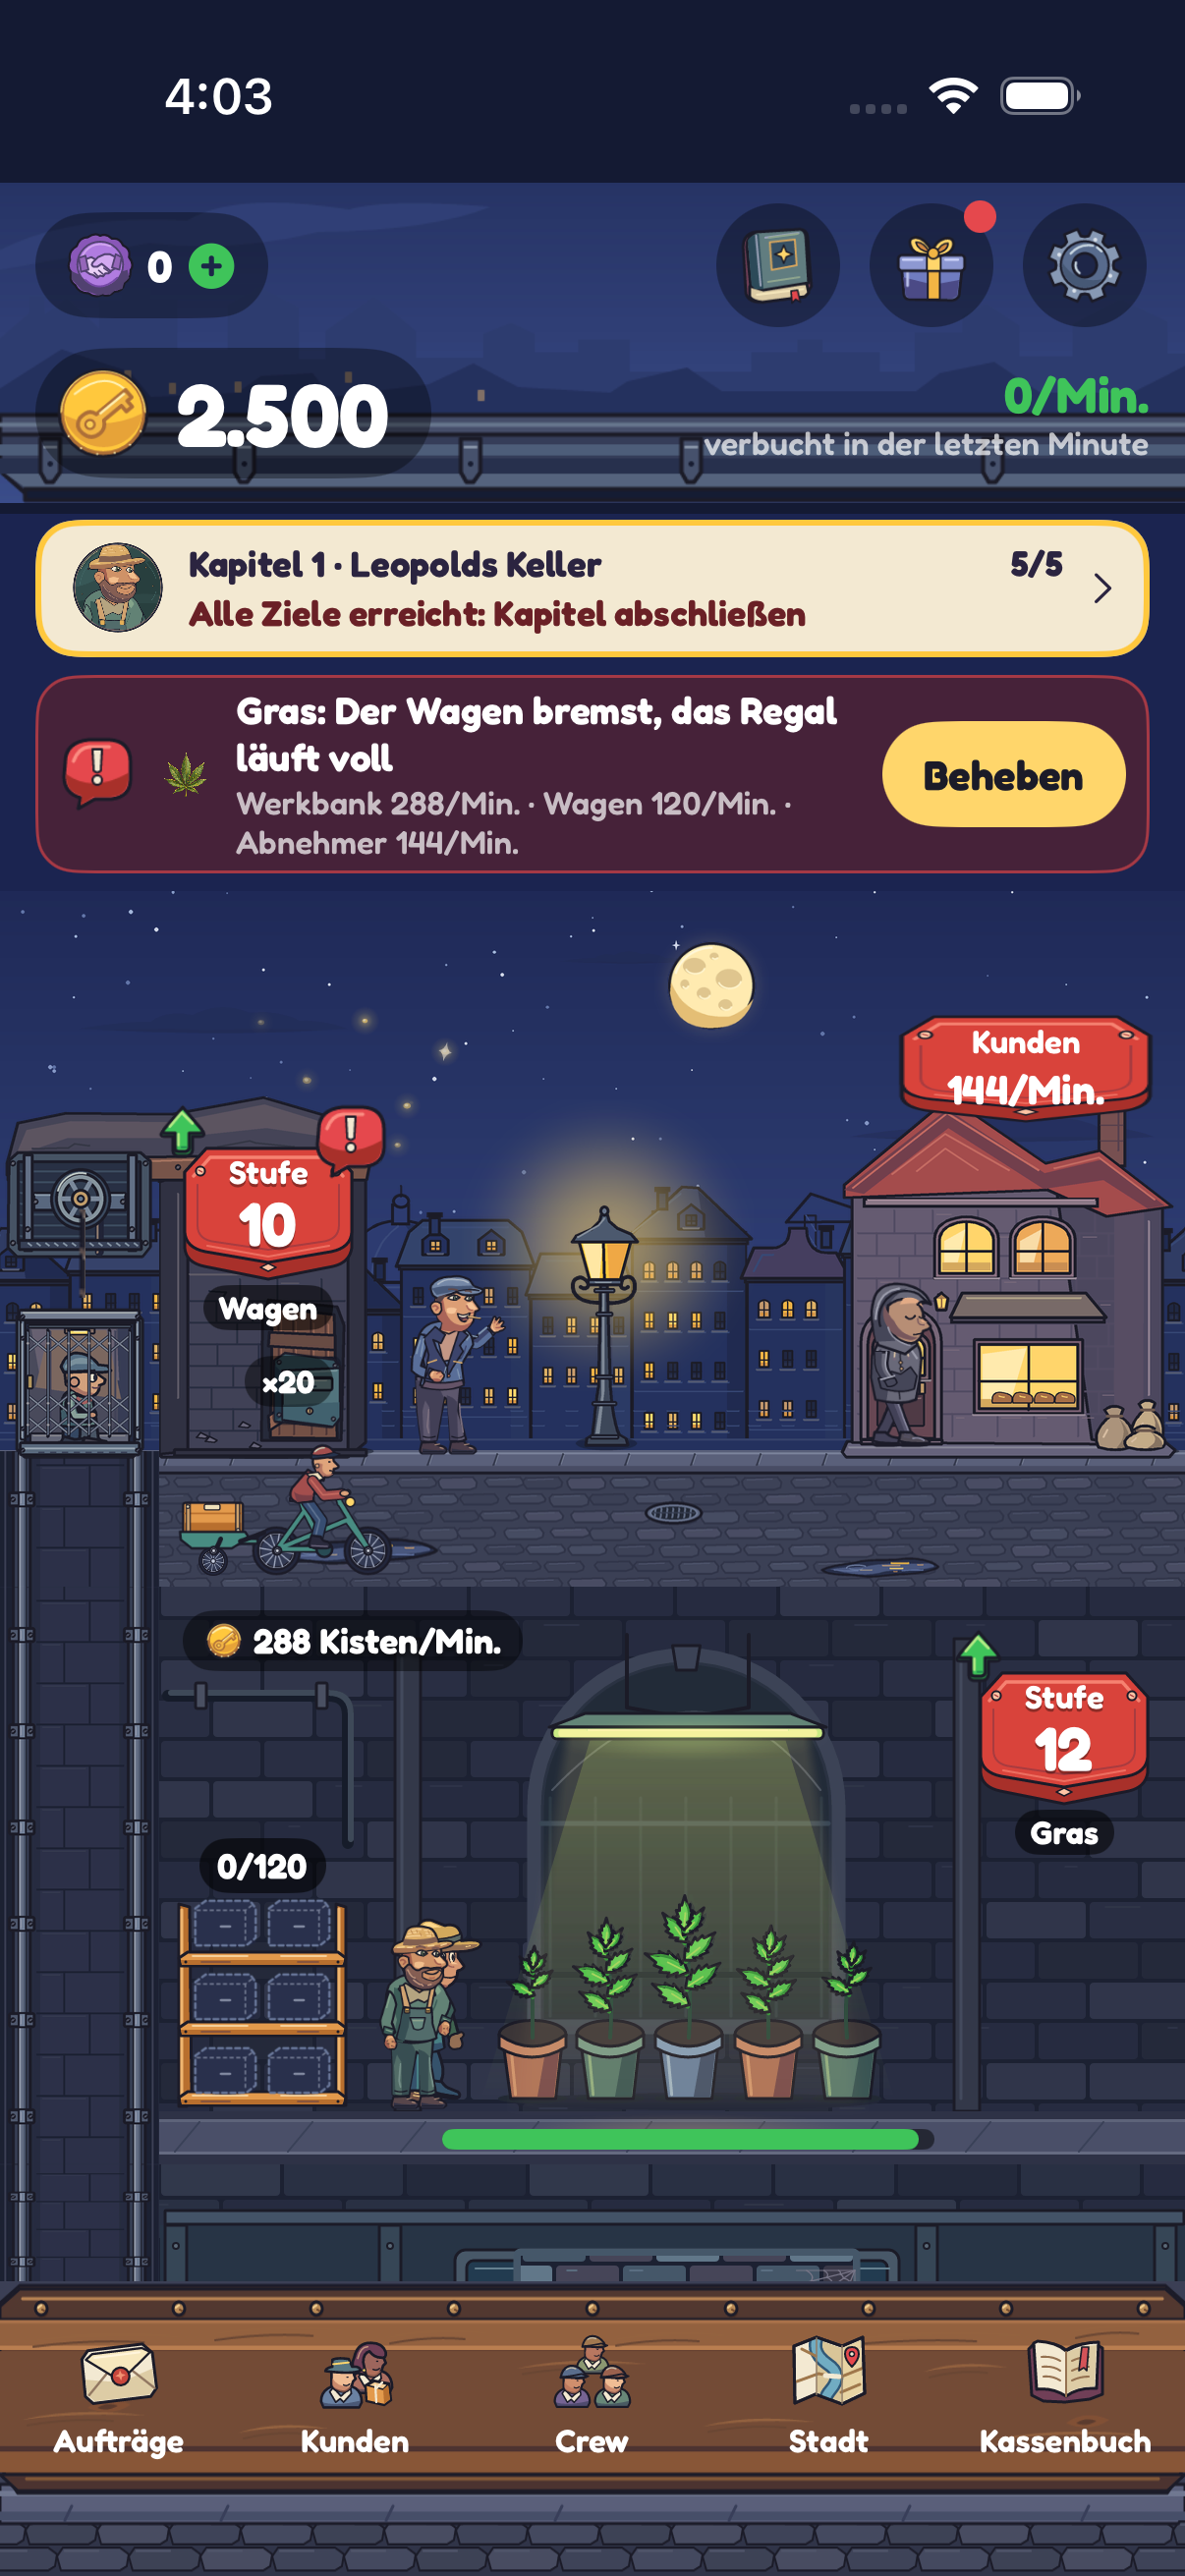 4:03
0
2.500
0/Min.
verbucht in der letzten Minute
Kapitel 1 · Leopolds Keller
5/5
Alle Ziele erreicht: Kapitel abschließen
Gras: Der Wagen bremst, das Regal
läuft voll
Werkbank 288/Min. · Wagen 120/Min. ·
Abnehmer 144/Min.
Beheben
Kunden
144/Min.
Stufe
10
Wagen
×20
288 Kisten/Min.
Stufe
12
Gras
0/120
Aufträge
Kunden
Crew
Stadt
Kassenbuch